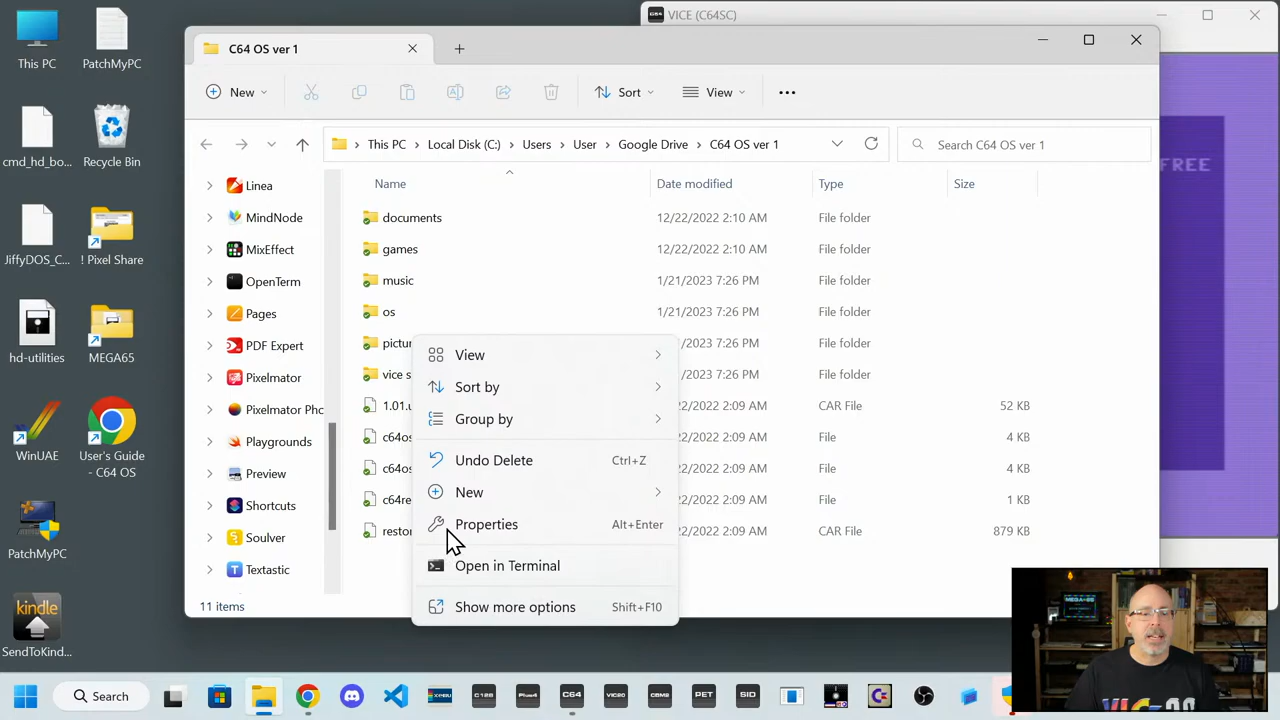 VICE (C64SC)
C64 OS ver 1
New
Sort
View
This PC
Local Disk (C:)
Users
User
Google Drive
C64 OS ver 1
Search C64 OS ver 1
Name
Date modified
Type
Size
Linea
MindNode
MixEffect
OpenTerm
Pages
PDF Expert
Pixelmator
Pixelmator Phc
Playgrounds
Preview
Shortcuts
Soulver
Textastic
documents 12/22/2022 2:10 AM File folder
games 12/22/2022 2:10 AM File folder
music 1/21/2023 7:26 PM File folder
os 1/21/2023 7:26 PM File folder
pictur 7:26 PM File folder
vice s 7:26 PM File folder
1.01.u 2/2022 2:09 AM CAR File 52 KB
c64os 2/2022 2:09 AM File 4 KB
c64os 2/2022 2:09 AM File 4 KB
c64re 2/2022 2:09 AM File 1 KB
restor 2/2022 2:09 AM CAR File 879 KB
View
Sort by
Group by
Undo Delete Ctrl+Z
New
Properties Alt+Enter
Open in Terminal
Show more options Shift+F10
11 items
FREE
This PC
PatchMyPC
cmd_hd_bo...
Recycle Bin
JiffyDOS_C...
! Pixel Share
hd-utilities
MEGA65
WinUAE
User's Guide
- C64 OS
PatchMyPC
kindle
SendToKind...
Search
C128
Plus4
C64
VIC20
CBM2
PET
SID